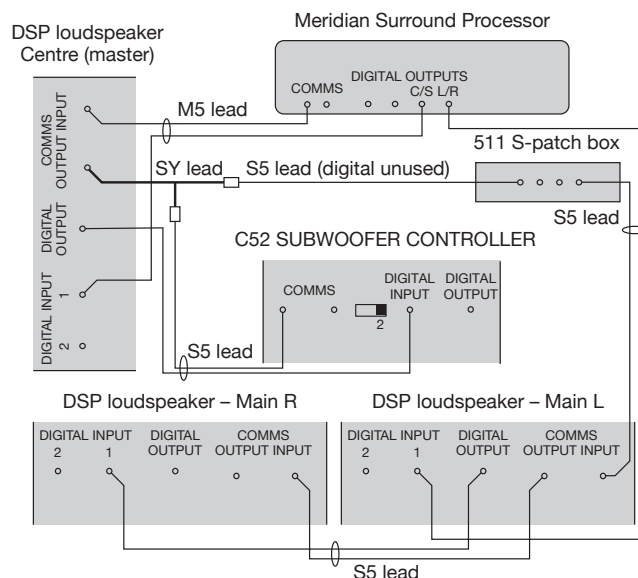 DSP loudspeaker
Centre (master)
Meridian Surround Processor
COMMS
DIGITAL OUTPUTS
C/S L/R
COMMS
OUTPUT INPUT
M5 lead
511 S-patch box
SY lead
S5 lead (digital unused)
S5 lead
DIGITAL
OUTPUT
C52 SUBWOOFER CONTROLLER
COMMS
2
DIGITAL
INPUT
DIGITAL
OUTPUT
DIGITAL INPUT
2 1
S5 lead
DSP loudspeaker – Main R
DIGITAL INPUT
2 1
DIGITAL
OUTPUT
COMMS
OUTPUT INPUT
DSP loudspeaker – Main L
DIGITAL INPUT
2 1
DIGITAL
OUTPUT
COMMS
OUTPUT INPUT
S5 lead